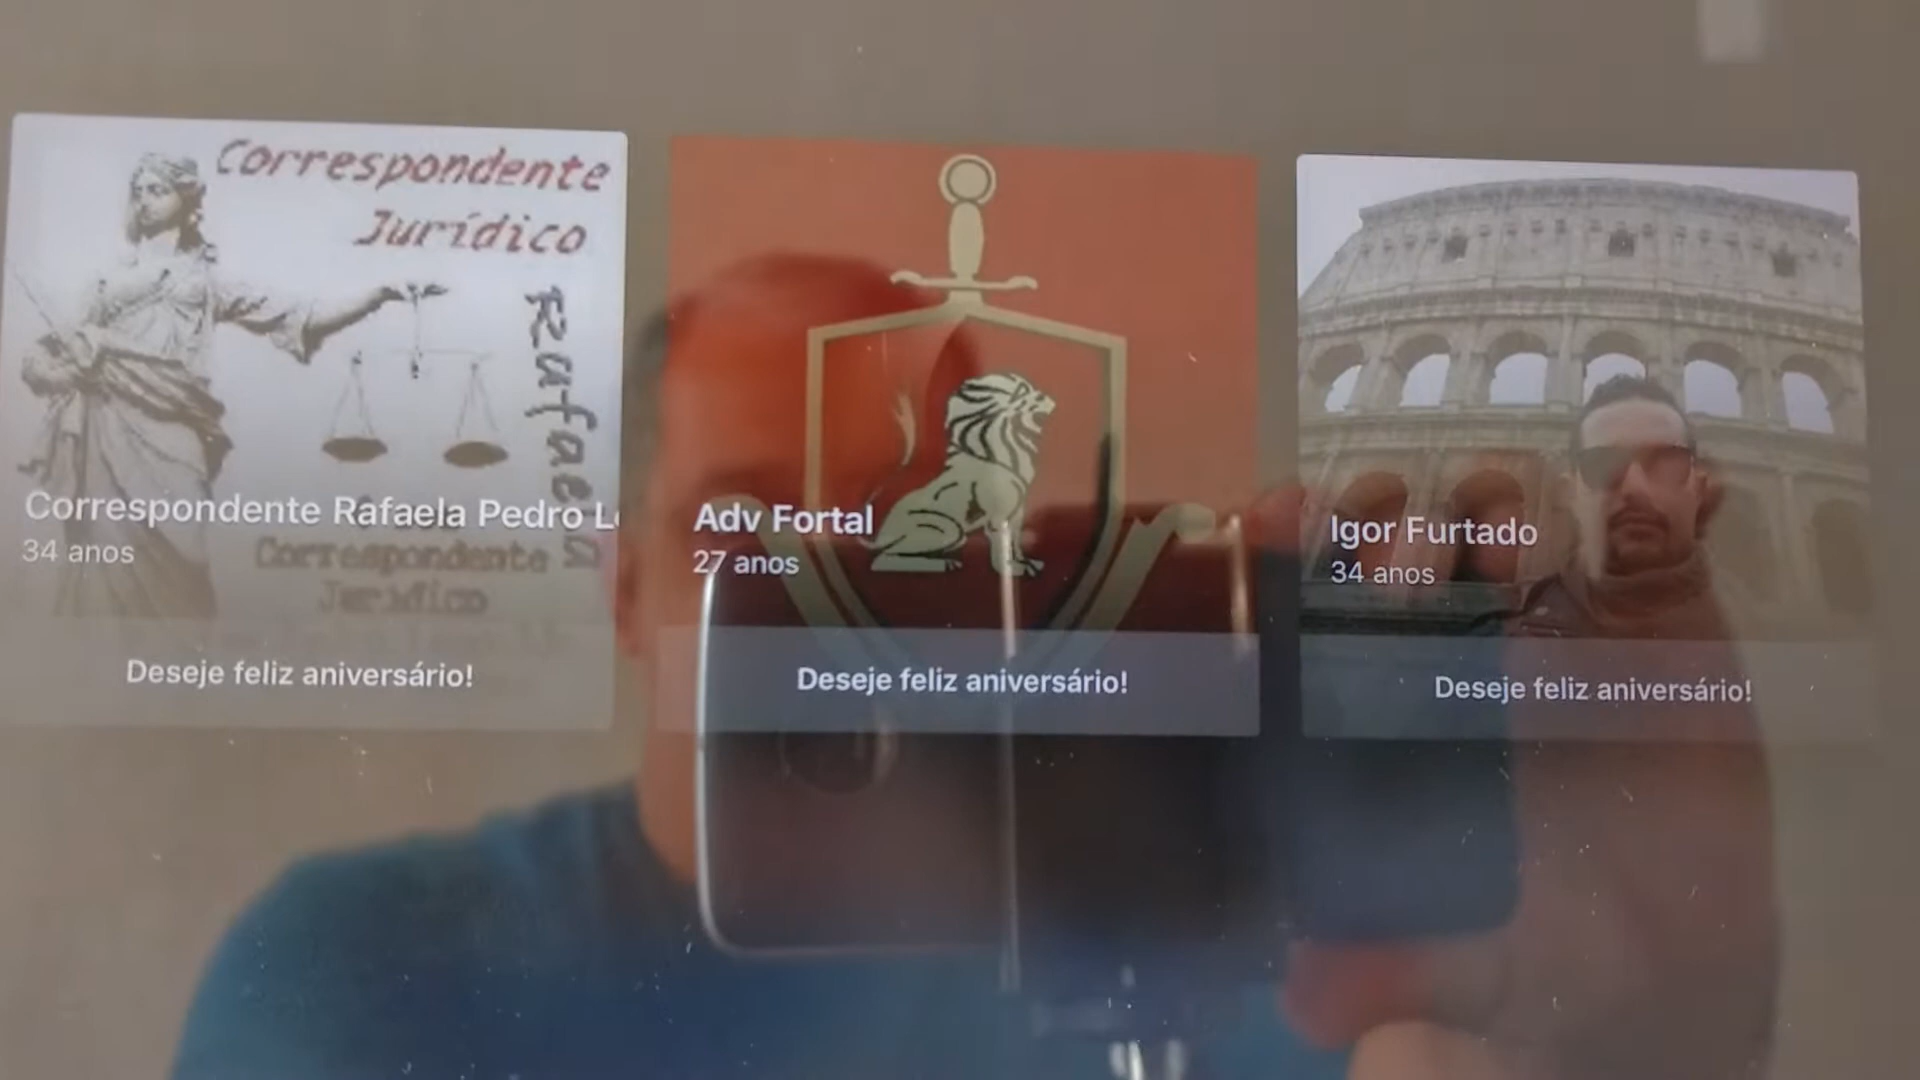 Correspondente
Jurídico
Rafaela
Correspondente Rafaela Pedro
34 anos
Correspondente
Jurídico
Deseje feliz aniversário!
Adv Fortal
27 anos
Deseje feliz aniversário!
Igor Furtado
34 anos
Deseje feliz aniversário!